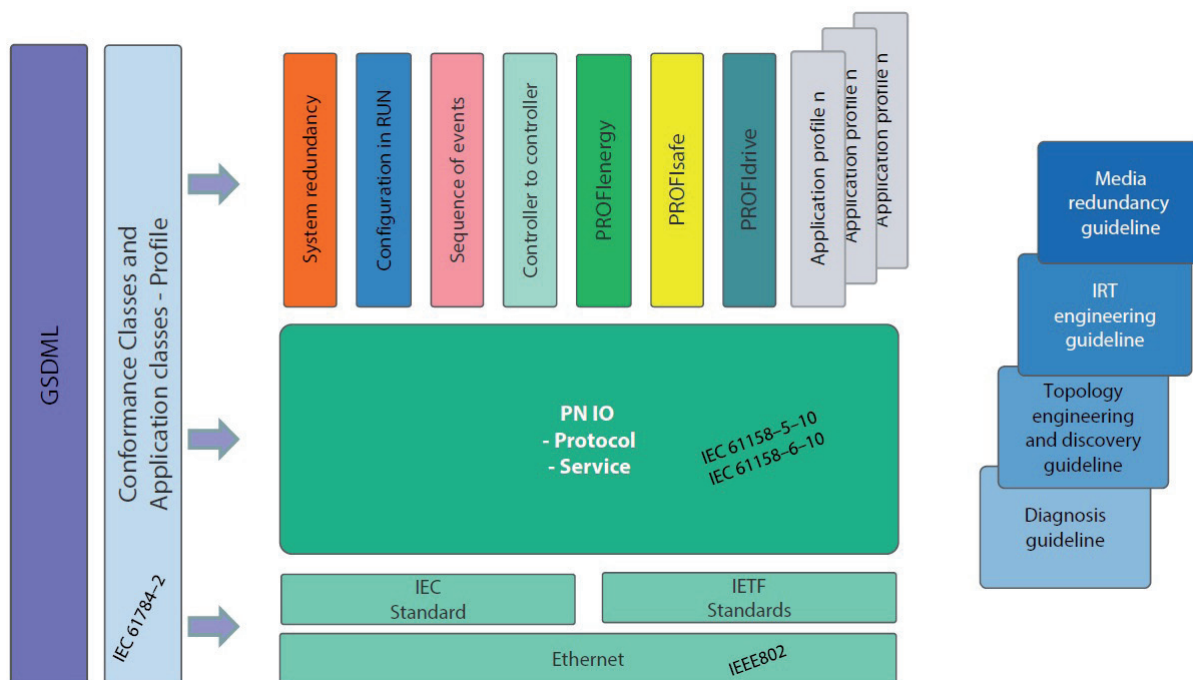 GSDML
Conformance Classes and
Application classes - Profile
IEC 61784–2
System redundancy
Configuration in RUN
Sequence of events
Controller to controller
PROFIenergy
PROFIsafe
PROFIdrive
Application profile n
Application profile n
Application profile n
PN IO
- Protocol
- Service
IEC 61158–5–10
IEC 61158–6–10
IEC
Standard
IETF
Standards
Ethernet
IEEE802
Media
redundancy
guideline
IRT
engineering
guideline
Topology
engineering
and discovery
guideline
Diagnosis
guideline